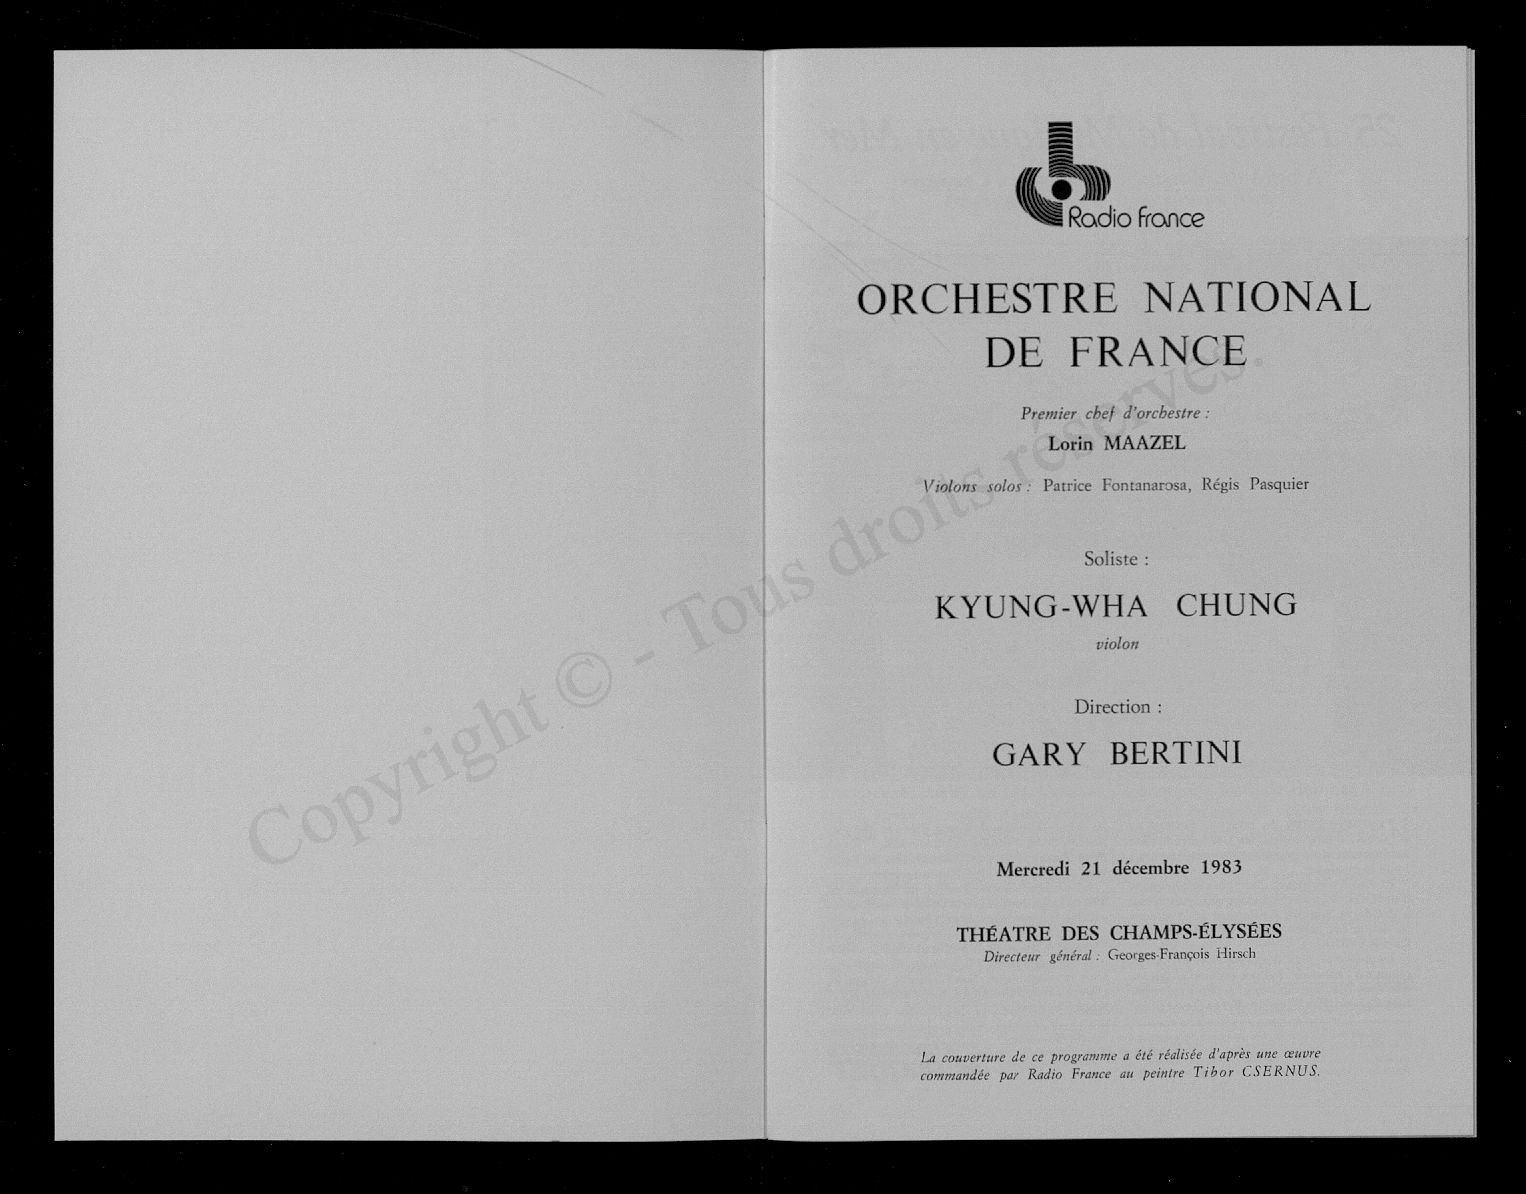 Radio france
ORCHESTRE NATIONAL
DE FRANCE
Premier chef d'orchestre :
Lorin MAAZEL
Violons solos : Patrice Fontanarosa, Régis Pasquier
Soliste :
KYUNG-WHA CHUNG
violon
Direction :
GARY BERTINI
Mercredi 21 décembre 1983
THÉATRE DES CHAMPS-ÉLYSÉES
Directeur général : Georges-François Hirsch
La couverture de ce programme a été réalisée d'après une œuvre
commandée par Radio France au peintre Tibor CSERNUS.
Copyright © - Tous droits réservés.